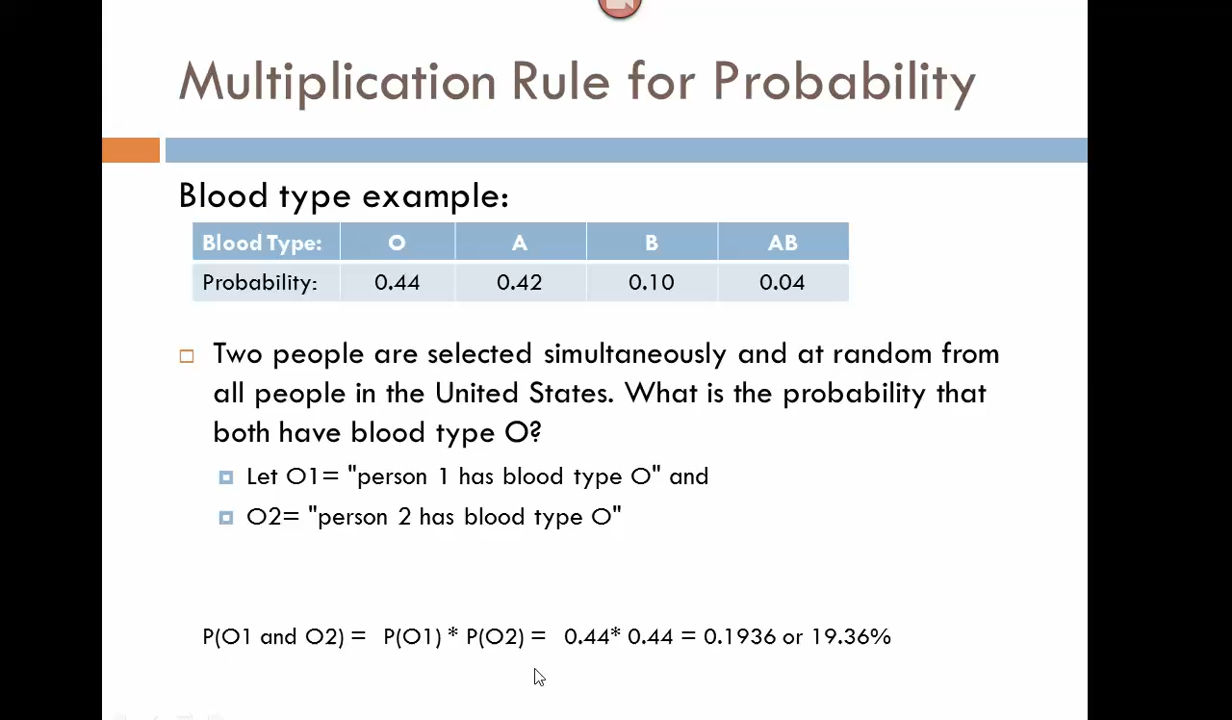 Multiplication Rule for Probability
Blood type example:
Blood Type: O A B AB
Probability: 0.44 0.42 0.10 0.04
Two people are selected simultaneously and at random from
all people in the United States. What is the probability that
both have blood type O?
Let O1= "person 1 has blood type O" and
O2= "person 2 has blood type O"
P(O1 and O2) = P(O1) * P(O2) = 0.44* 0.44 = 0.1936 or 19.36%